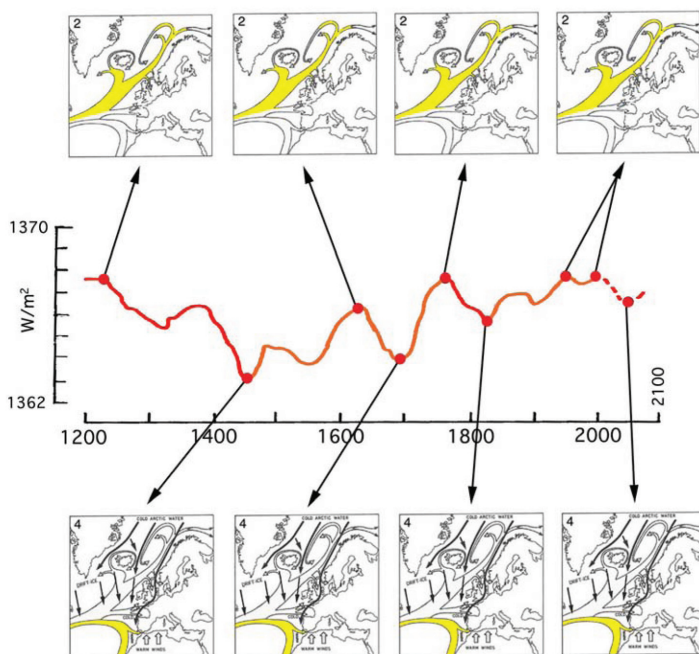 2 2 2 2
1370
W/m²
1362
1200 1400 1600 1800 2000 2100
4 COLD ARCTIC WATER 4 COLD ARCTIC WATER 4 COLD ARCTIC WATER 4 COLD ARCTIC WATER
DRIFT ICE DRIFT ICE DRIFT ICE DRIFT ICE
WARM WINDS WARM WINDS WARM WINDS WARM WINDS